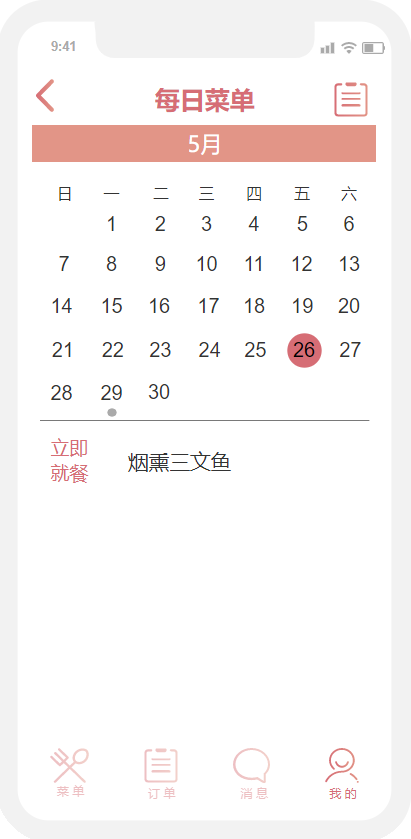 9:41
每日菜单
5月
日 一 二 三 四 五 六
1 2 3 4 5 6
7 8 9 10 11 12 13
14 15 16 17 18 19 20
21 22 23 24 25 26 27
28 29 30
立即
就餐
烟熏三文鱼
菜单 订单 消息 我的